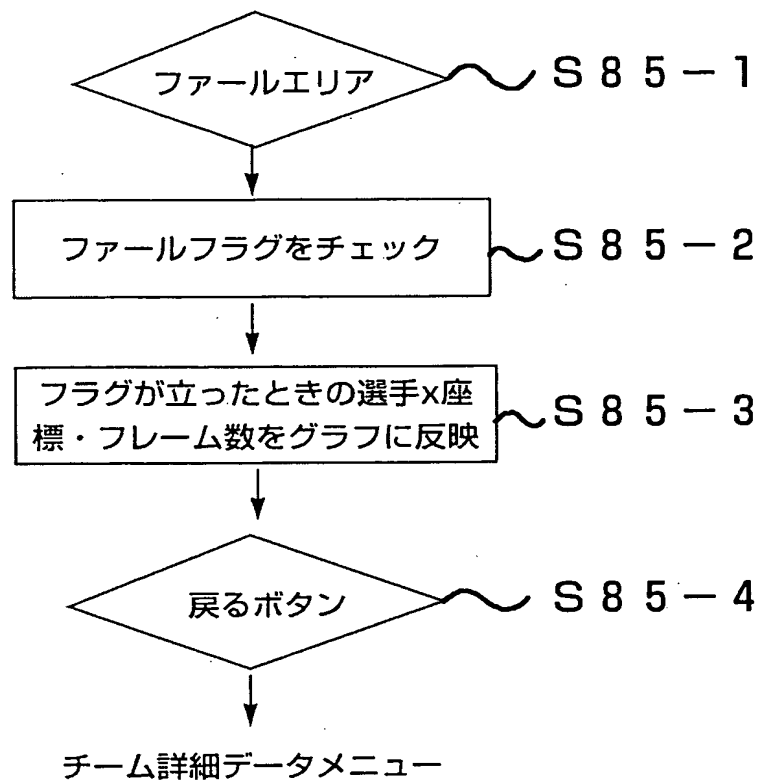 ファールエリア
S85-1
ファールフラグをチェック
S85-2
フラグが立ったときの選手x座
標・フレーム数をグラフに反映
S85-3
戻るボタン
S85-4
チーム詳細データメニュー